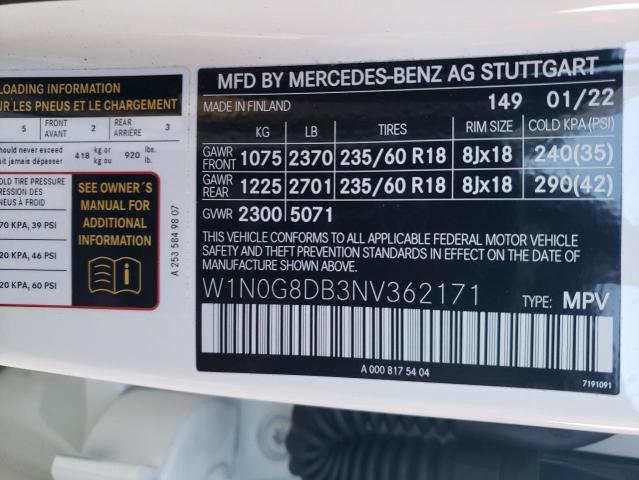 LOADING INFORMATION
UR LES PNEUS ET LE CHARGEMENT
5 FRONT AVANT 2 REAR ARRIÈRE 3
hould never exceed
it jamais dépasser 418 kg ou kg or 920 lbs. lb.
OLD TIRE PRESSURE
RESSION DES
NEUS À FROID
70 KPA, 39 PSI
20 KPA, 46 PSI
20 KPA, 60 PSI
SEE OWNER´S
MANUAL FOR
ADDITIONAL
INFORMATION
A 253 584 98 07
MFD BY MERCEDES-BENZ AG STUTTGART
MADE IN FINLAND 149 01/22
KG LB TIRES RIM SIZE COLD KPA(PSI)
GAWR FRONT 1075 2370 235/60 R18 8Jx18 240(35)
GAWR REAR 1225 2701 235/60 R18 8Jx18 290(42)
GVWR 2300 5071
THIS VEHICLE CONFORMS TO ALL APPLICABLE FEDERAL MOTOR VEHICLE
SAFETY AND THEFT PREVENTION STANDARDS IN EFFECT ON THE DATE OF
MANUFACTURE SHOWN ABOVE.
W1N0G8DB3NV362171 TYPE: MPV
A 000 817 54 04
7191091